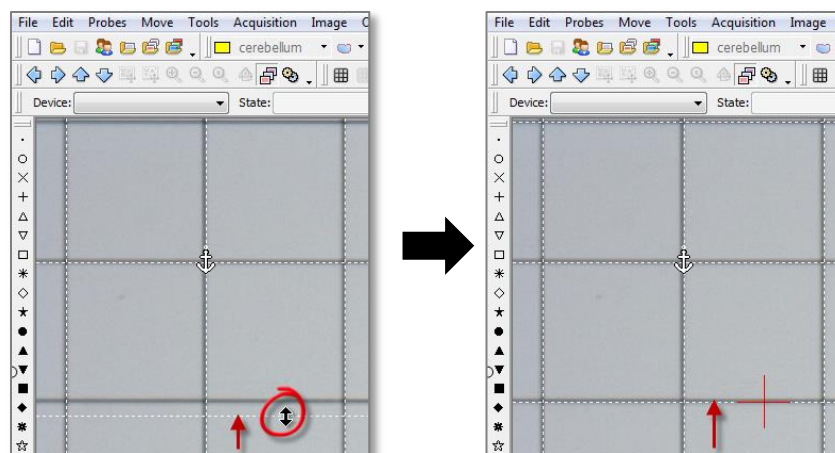 File Edit Probes Move Tools Acquisition Image
cerebellum
Device: State:
File Edit Probes Move Tools Acquisition Image
cerebellum
Device: State: